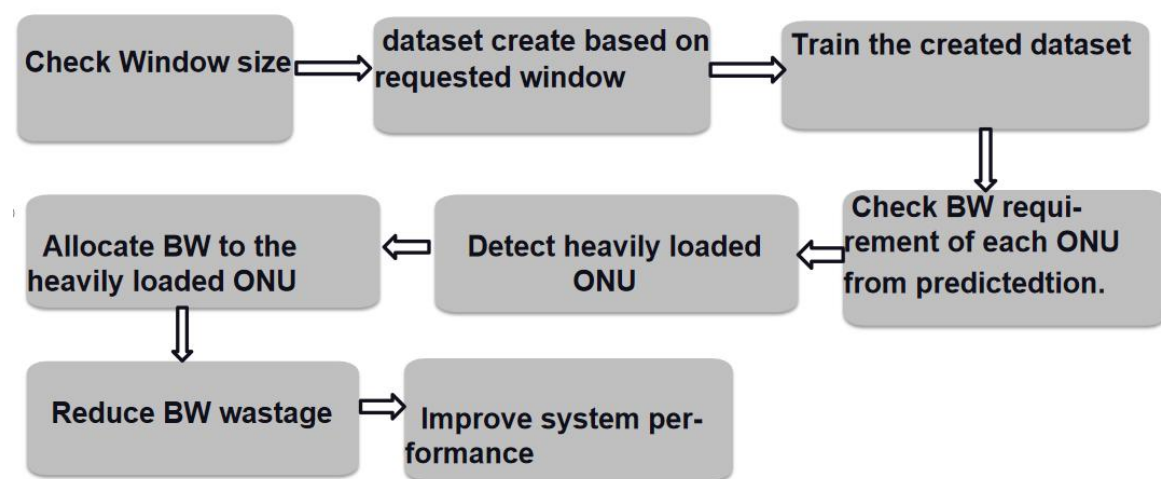 Check Window size
dataset create based on
requested window
Train the created dataset
Check BW requi-
rement of each ONU
from predictedtion.
Detect heavily loaded
ONU
Allocate BW to the
heavily loaded ONU
Reduce BW wastage
Improve system per-
formance